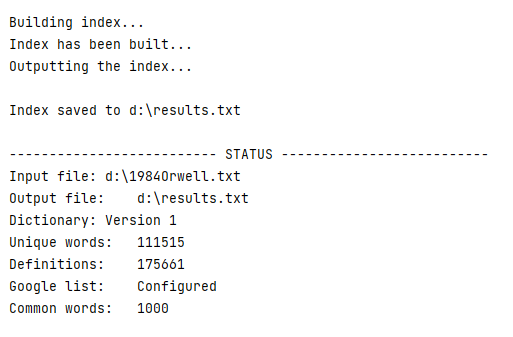 Building index...
Index has been built...
Outputting the index...

Index saved to d:\results.txt

-------------------------- STATUS --------------------------
Input file: d:\1984Orwell.txt
Output file:    d:\results.txt
Dictionary: Version 1
Unique words:   111515
Definitions:    175661
Google list:    Configured
Common words:   1000